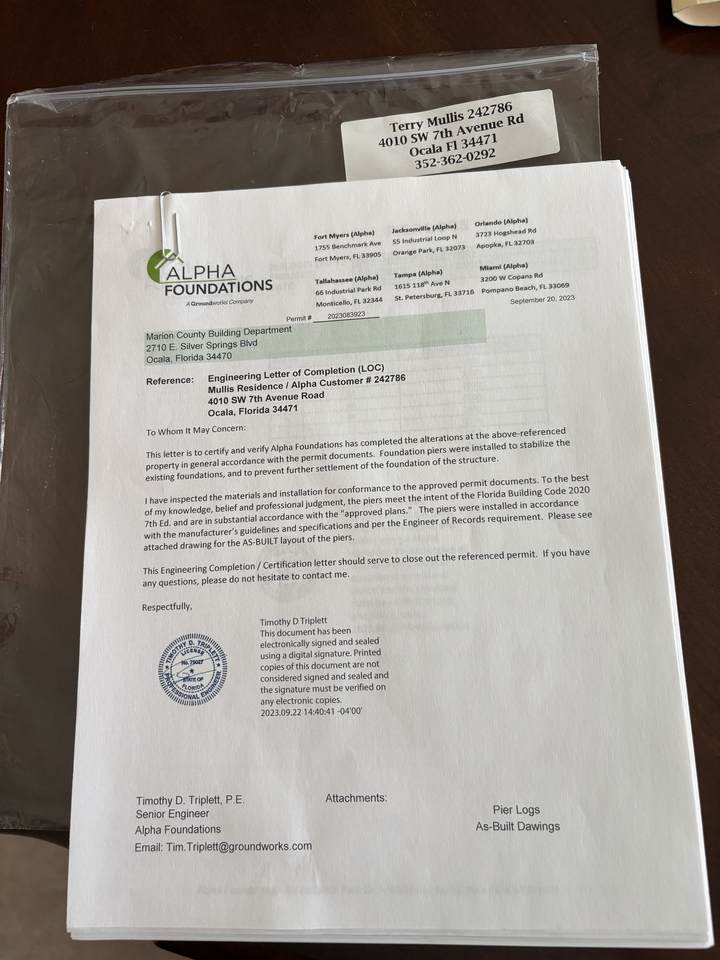 Terry Mullis 242786
4010 SW 7th Avenue Rd
Ocala Fl 34471
352-362-0292
ALPHA
FOUNDATIONS
A Groundworks Company
Fort Myers (Alpha)
1755 Benchmark Ave
Fort Myers, FL 33905
Jacksonville (Alpha)
55 Industrial Loop N
Orange Park, FL 32073
Orlando (Alpha)
3723 Hogshead Rd
Apopka, FL 32703
Tallahassee (Alpha)
66 Industrial Park Rd
Monticello, FL 32344
Tampa (Alpha)
1615 118th Ave N
St. Petersburg, FL 33716
Miami (Alpha)
3200 W Copans Rd
Pompano Beach, FL 33069
September 20, 2023
Permit # 2023083923
Marion County Building Department
2710 E. Silver Springs Blvd
Ocala, Florida 34470
Reference: Engineering Letter of Completion (LOC)
Mullis Residence / Alpha Customer # 242786
4010 SW 7th Avenue Road
Ocala, Florida 34471
To Whom It May Concern:
This letter is to certify and verify Alpha Foundations has completed the alterations at the above-referenced
property in general accordance with the permit documents. Foundation piers were installed to stabilize the
existing foundations, and to prevent further settlement of the foundation of the structure.
I have inspected the materials and installation for conformance to the approved permit documents. To the best
of my knowledge, belief and professional judgment, the piers meet the intent of the Florida Building Code 2020
7th Ed. and are in substantial accordance with the "approved plans." The piers were installed in accordance
with the manufacturer's guidelines and specifications and per the Engineer of Records requirement. Please see
attached drawing for the AS-BUILT layout of the piers.
This Engineering Completion / Certification letter should serve to close out the referenced permit. If you have
any questions, please do not hesitate to contact me.
Respectfully,
TIMOTHY D. TRIPLETT
LICENSE
No. 75027
STATE OF
FLORIDA
PROFESSIONAL ENGINEER
Timothy D Triplett
This document has been
electronically signed and sealed
using a digital signature. Printed
copies of this document are not
considered signed and sealed and
the signature must be verified on
any electronic copies.
2023.09.22 14:40:41 -04'00'
Timothy D. Triplett, P.E.
Senior Engineer
Alpha Foundations
Email: Tim.Triplett@groundworks.com
Attachments:
Pier Logs
As-Built Dawings